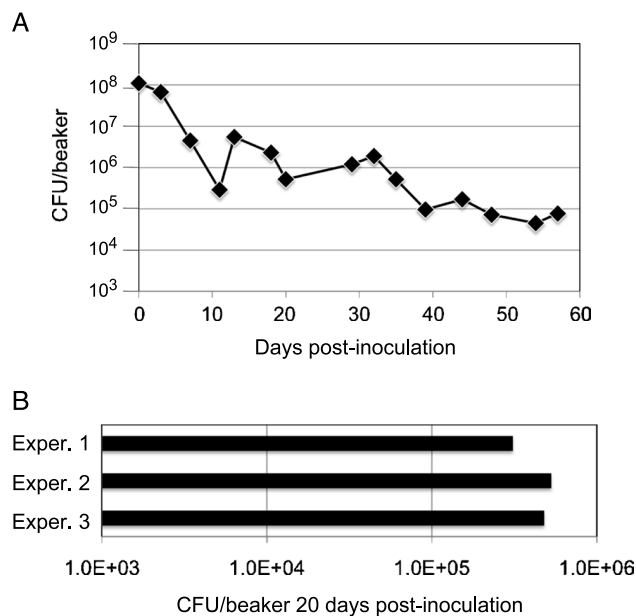 A
10⁹
10⁸
10⁷
10⁶
10⁵
10⁴
10³
CFU/beaker
0 10 20 30 40 50 60
Days post-inoculation
B
Exper. 1
Exper. 2
Exper. 3
1.0E+03 1.0E+04 1.0E+05 1.0E+06
CFU/beaker 20 days post-inoculation